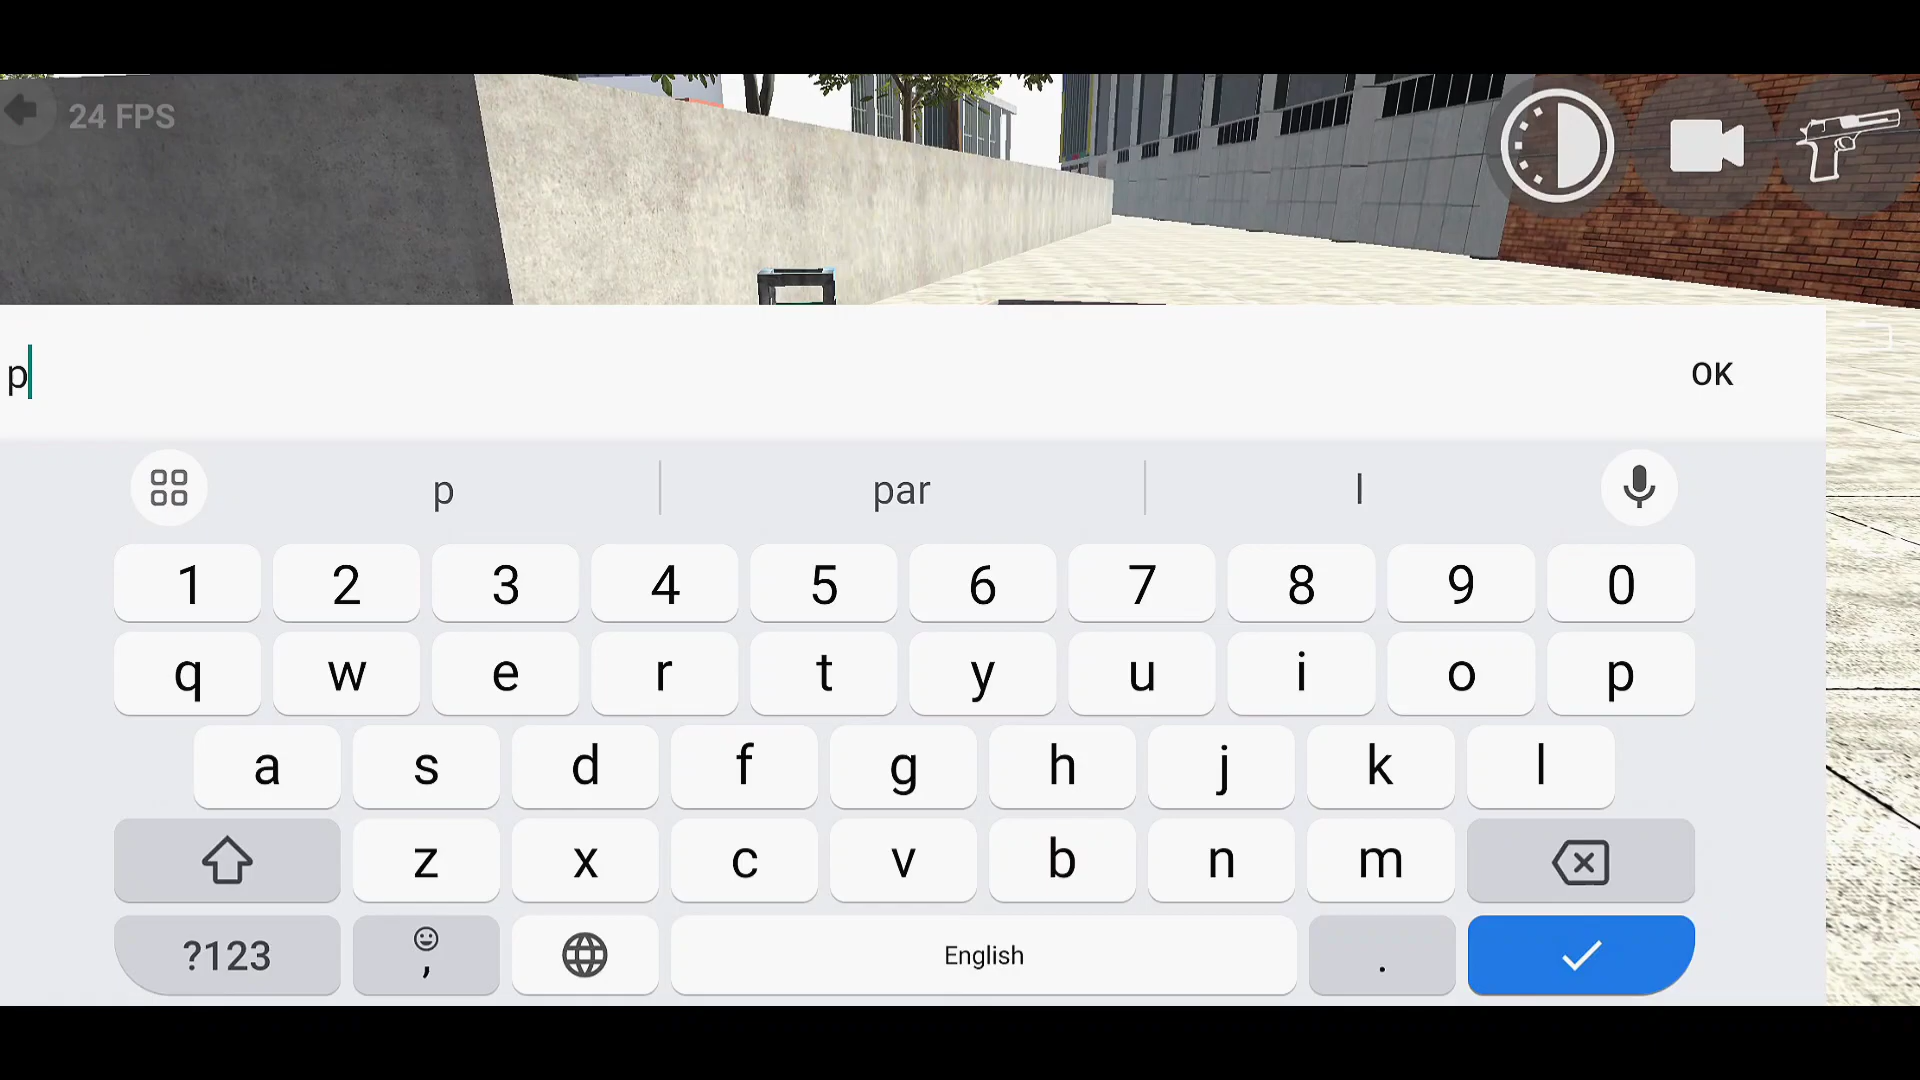 24 FPS
p
OK
p par l
1 2 3 4 5 6 7 8 9 0
q w e r t y u i o p
a s d f g h j k l
z x c v b n m
?123 , English .